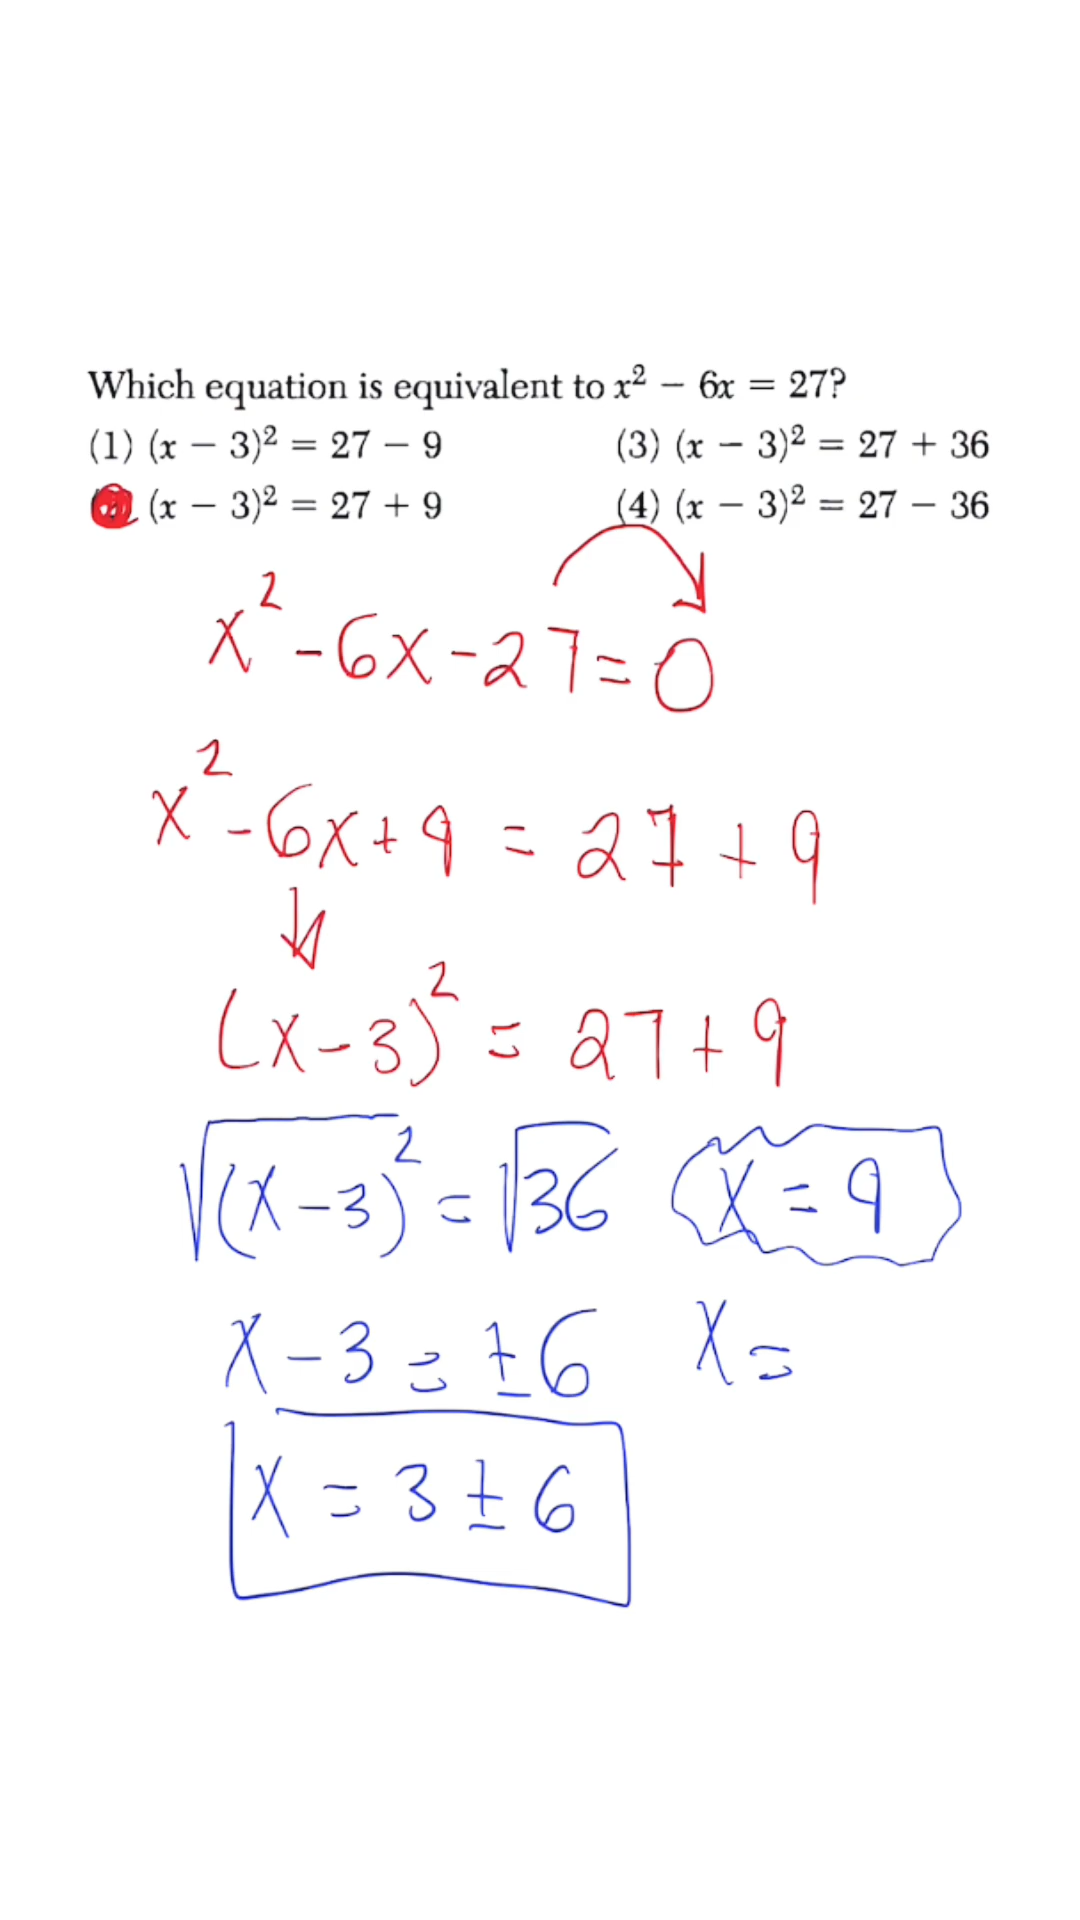 Which equation is equivalent to x² − 6x = 27?
(1) (x − 3)² = 27 − 9
(3) (x − 3)² = 27 + 36
(x − 3)² = 27 + 9
(4) (x − 3)² = 27 − 36
x² - 6x - 27 = 0
x² - 6x + 9 = 27 + 9
(x - 3)² = 27 + 9
√(x - 3)² = √36
x = 9
x - 3 = ±6
x =
x = 3 ± 6